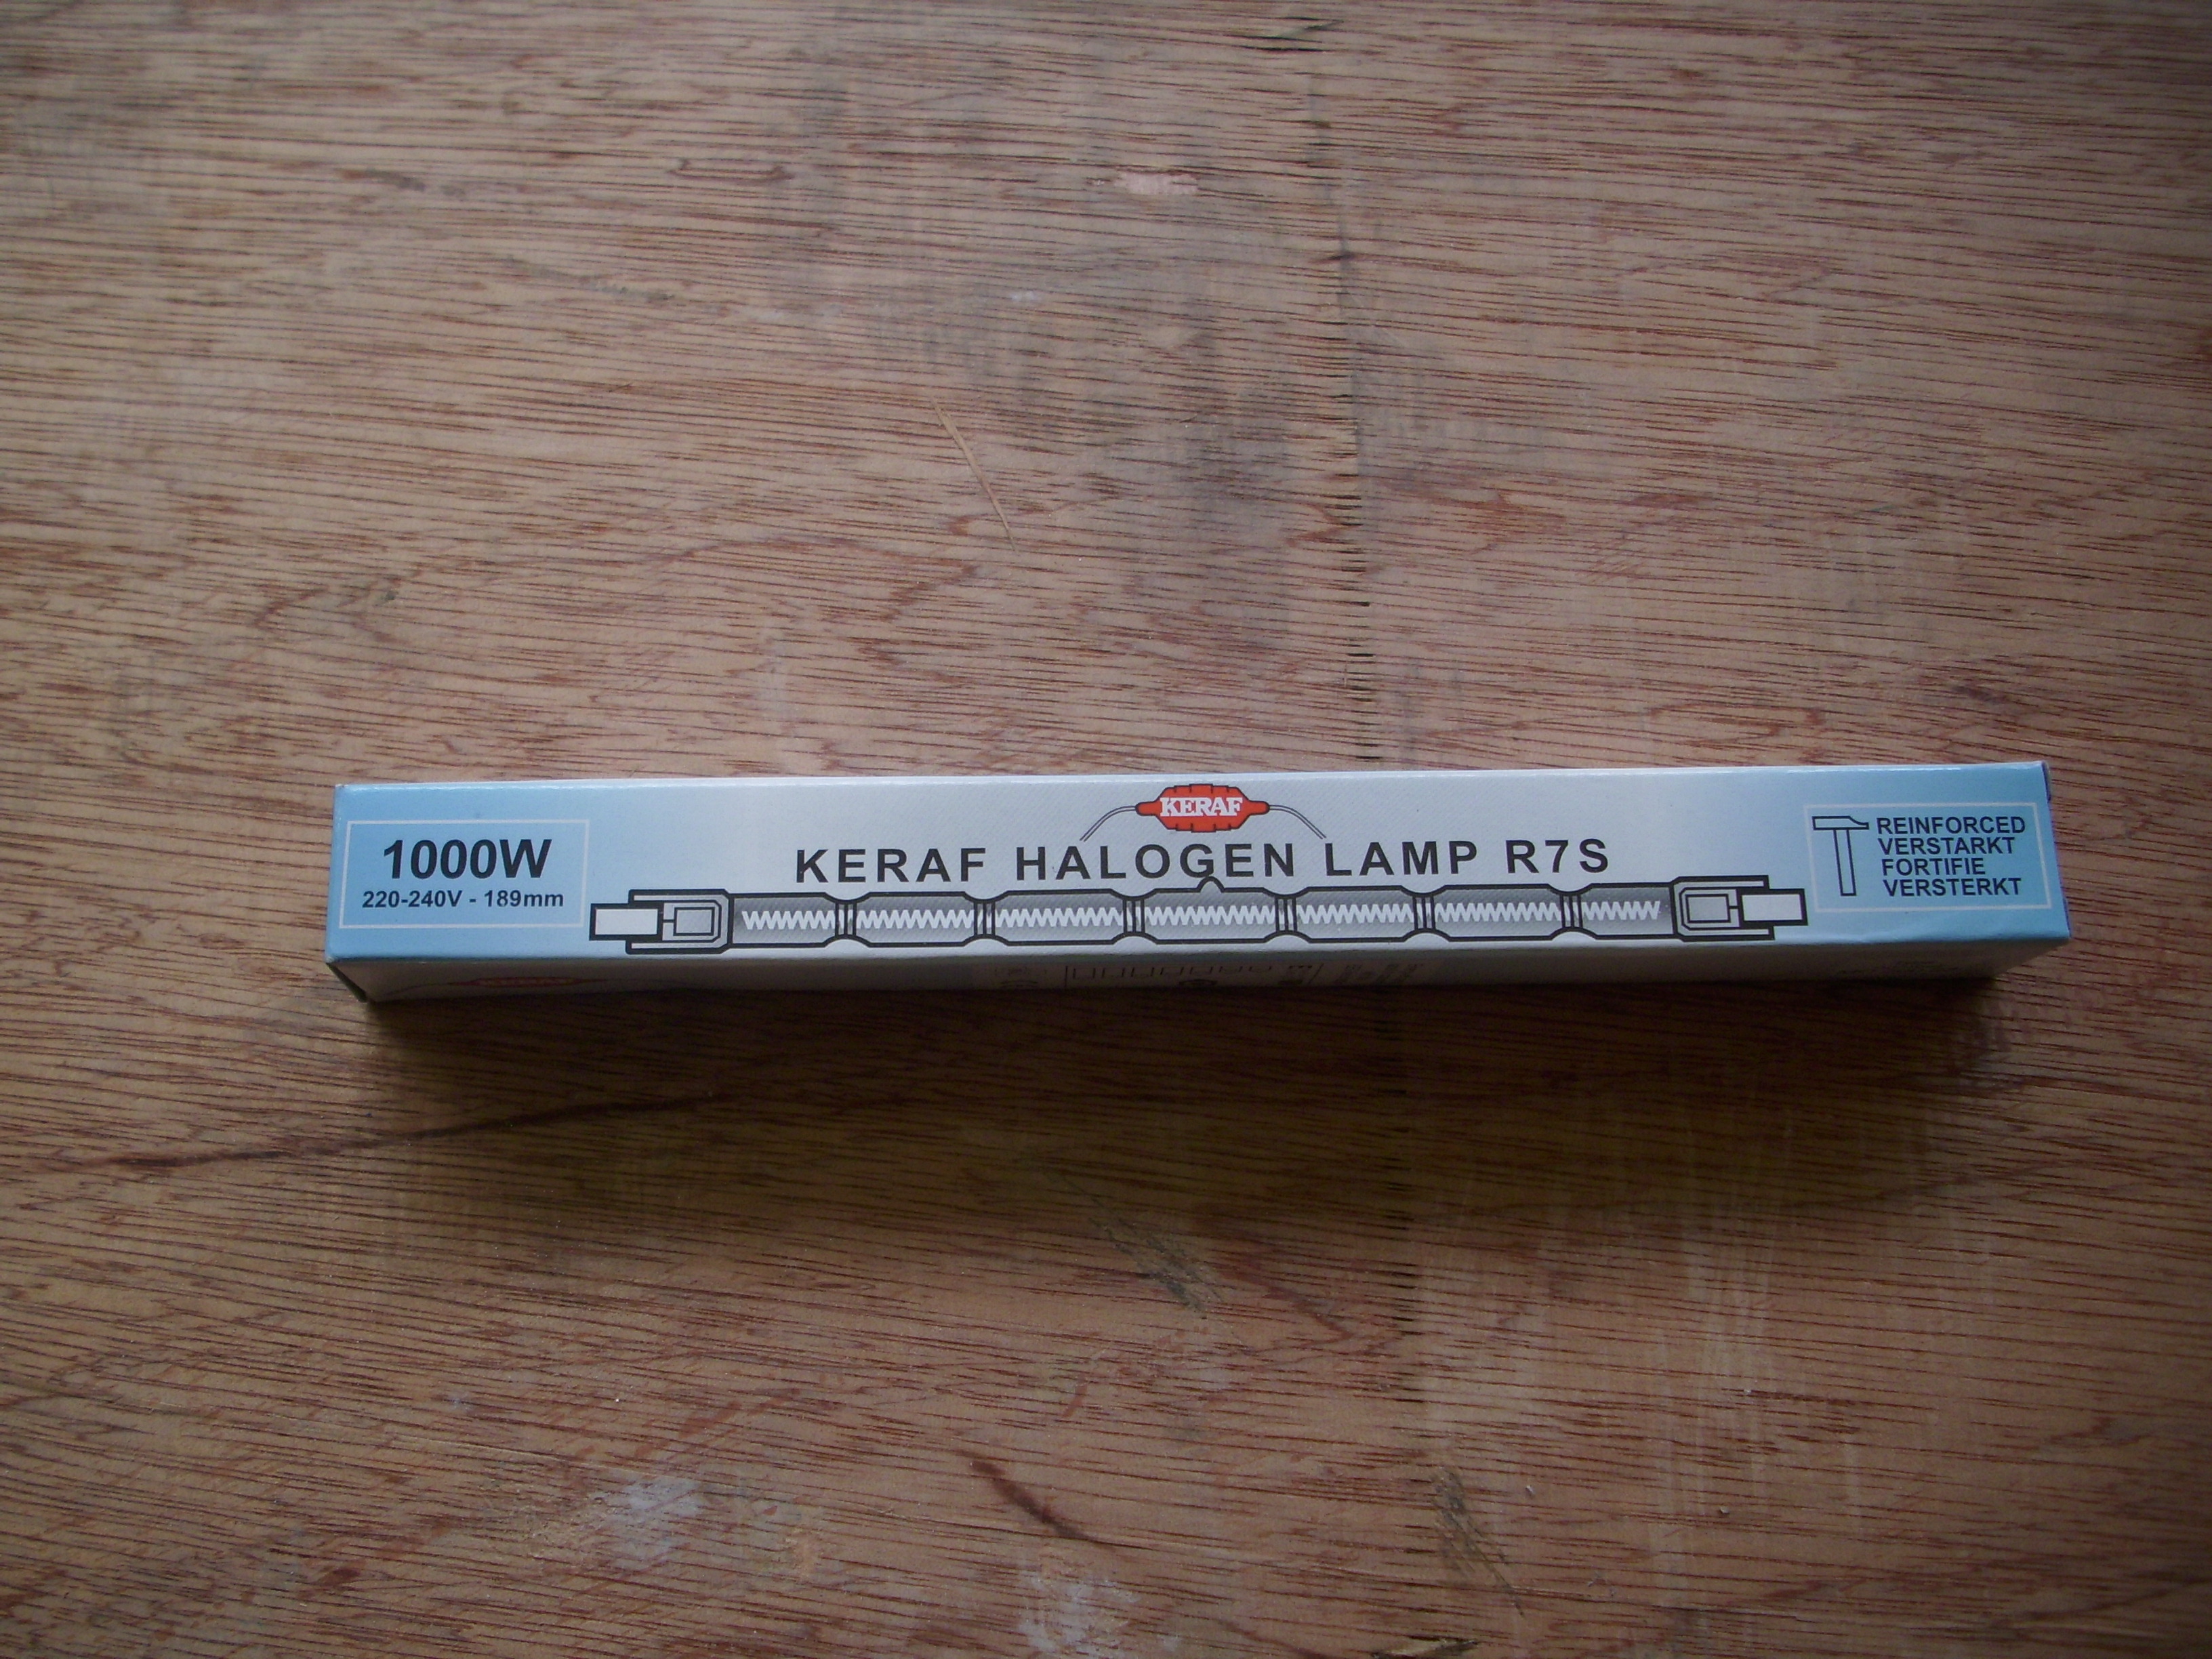 KERAF
1000W
220-240V - 189mm
KERAF HALOGEN LAMP R7S
REINFORCED
VERSTARKT
FORTIFIE
VERSTERKT